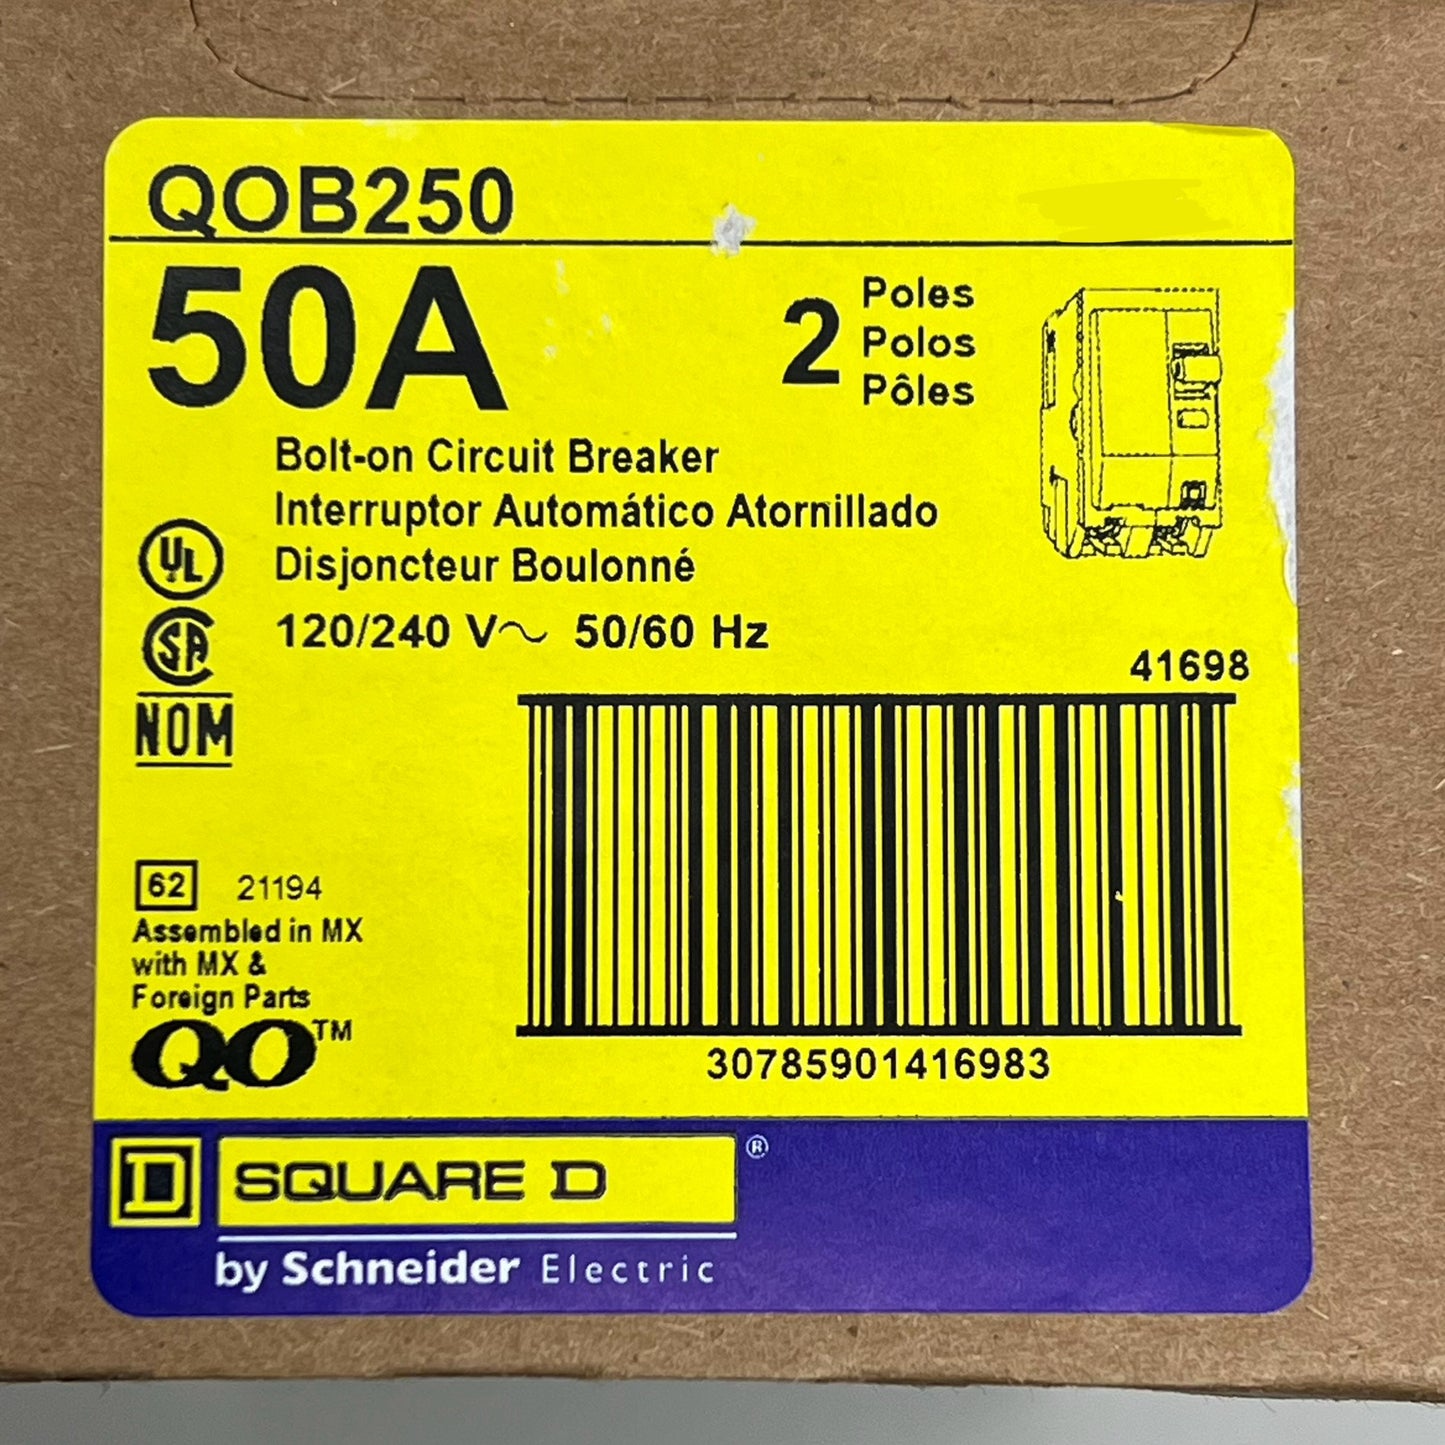 QOB250
50A
2 Poles
Polos
Pôles
Bolt-on Circuit Breaker
Interruptor Automático Atornillado
Disjoncteur Boulonné
120/240 V~ 50/60 Hz
UL
SA
NOM
41698
30785901416983
62 21194
Assembled in MX
with MX &
Foreign Parts
QO™
D SQUARE D®
by Schneider Electric